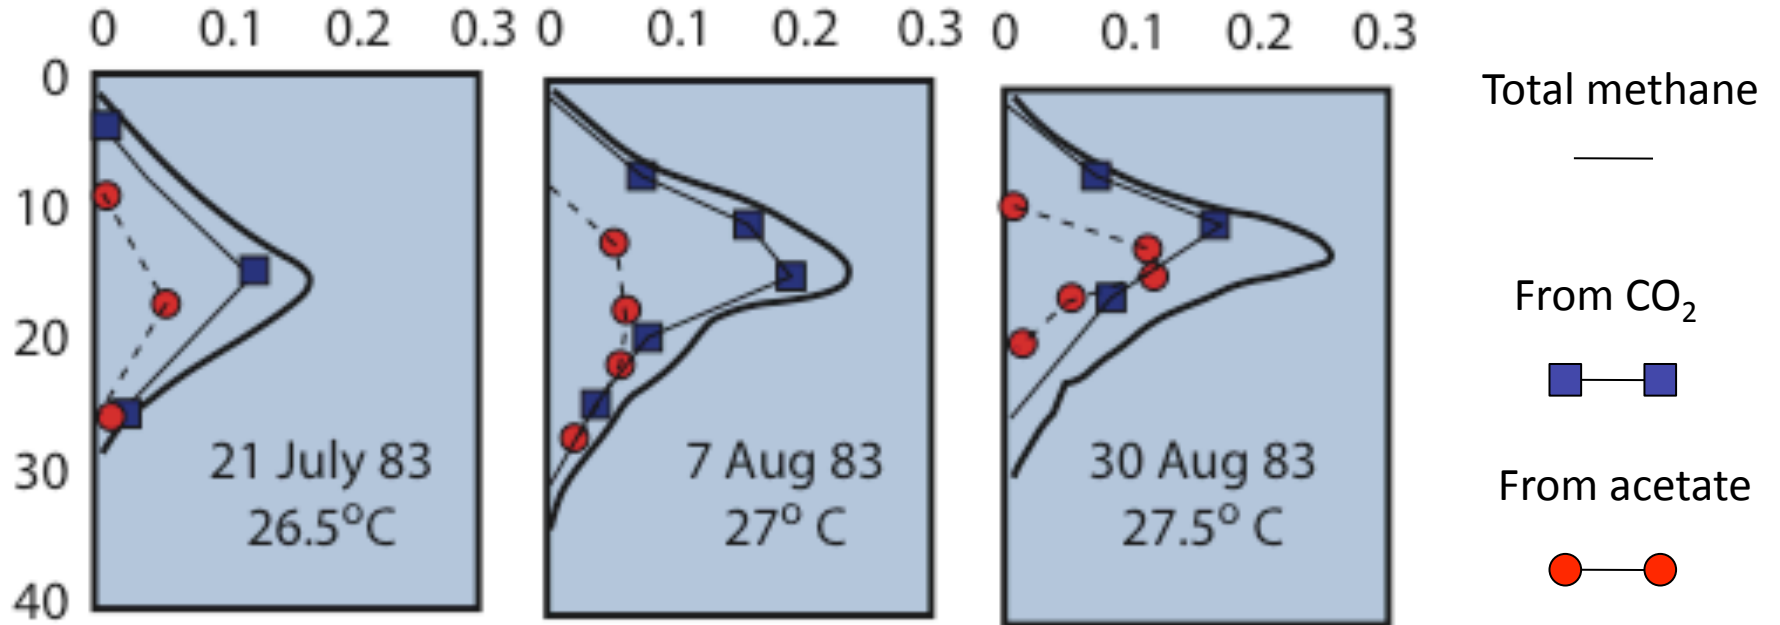 0 0.1 0.2 0.3 0 0.1 0.2 0.3 0 0.1 0.2 0.3
0
10
20
30
40
21 July 83
26.5°C
7 Aug 83
27° C
30 Aug 83
27.5° C
Total methane
From CO₂
From acetate